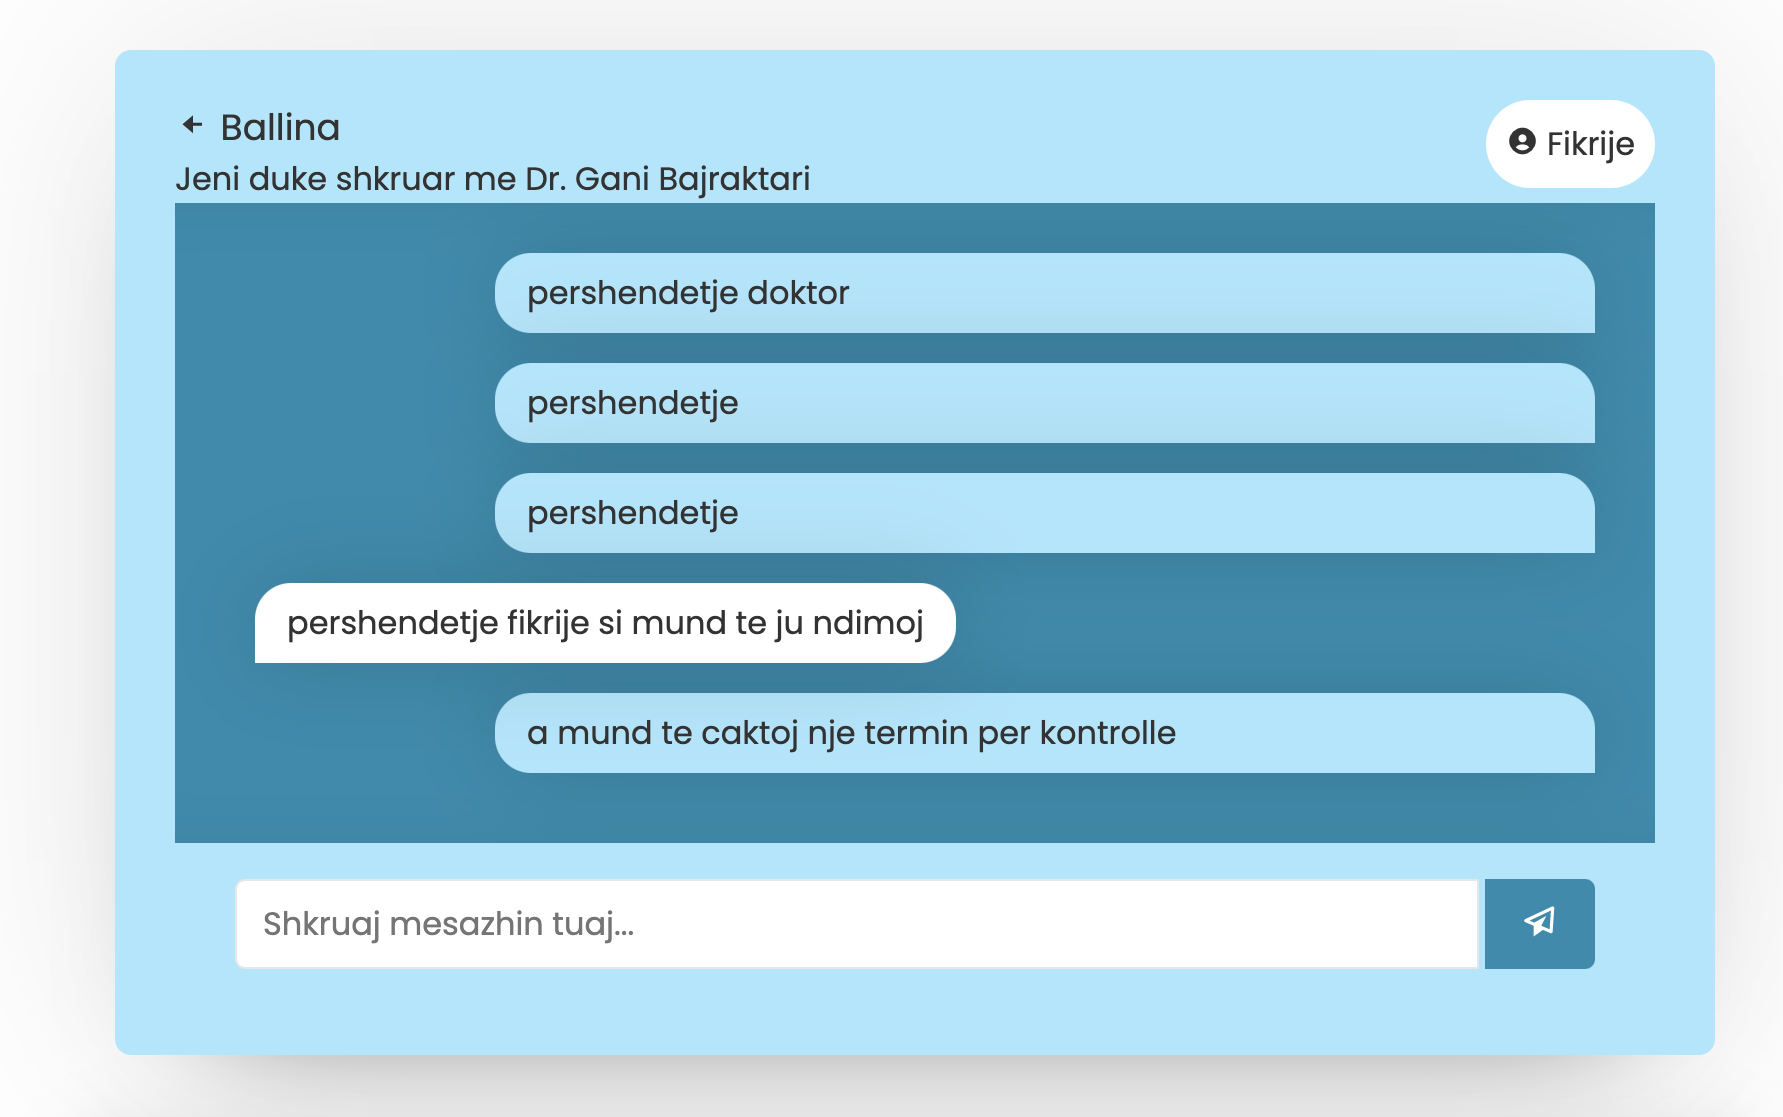 Ballina
Fikrije
Jeni duke shkruar me Dr. Gani Bajraktari
pershendetje doktor
pershendetje
pershendetje
pershendetje fikrije si mund te ju ndimoj
a mund te caktoj nje termin per kontrolle
Shkruaj mesazhin tuaj...